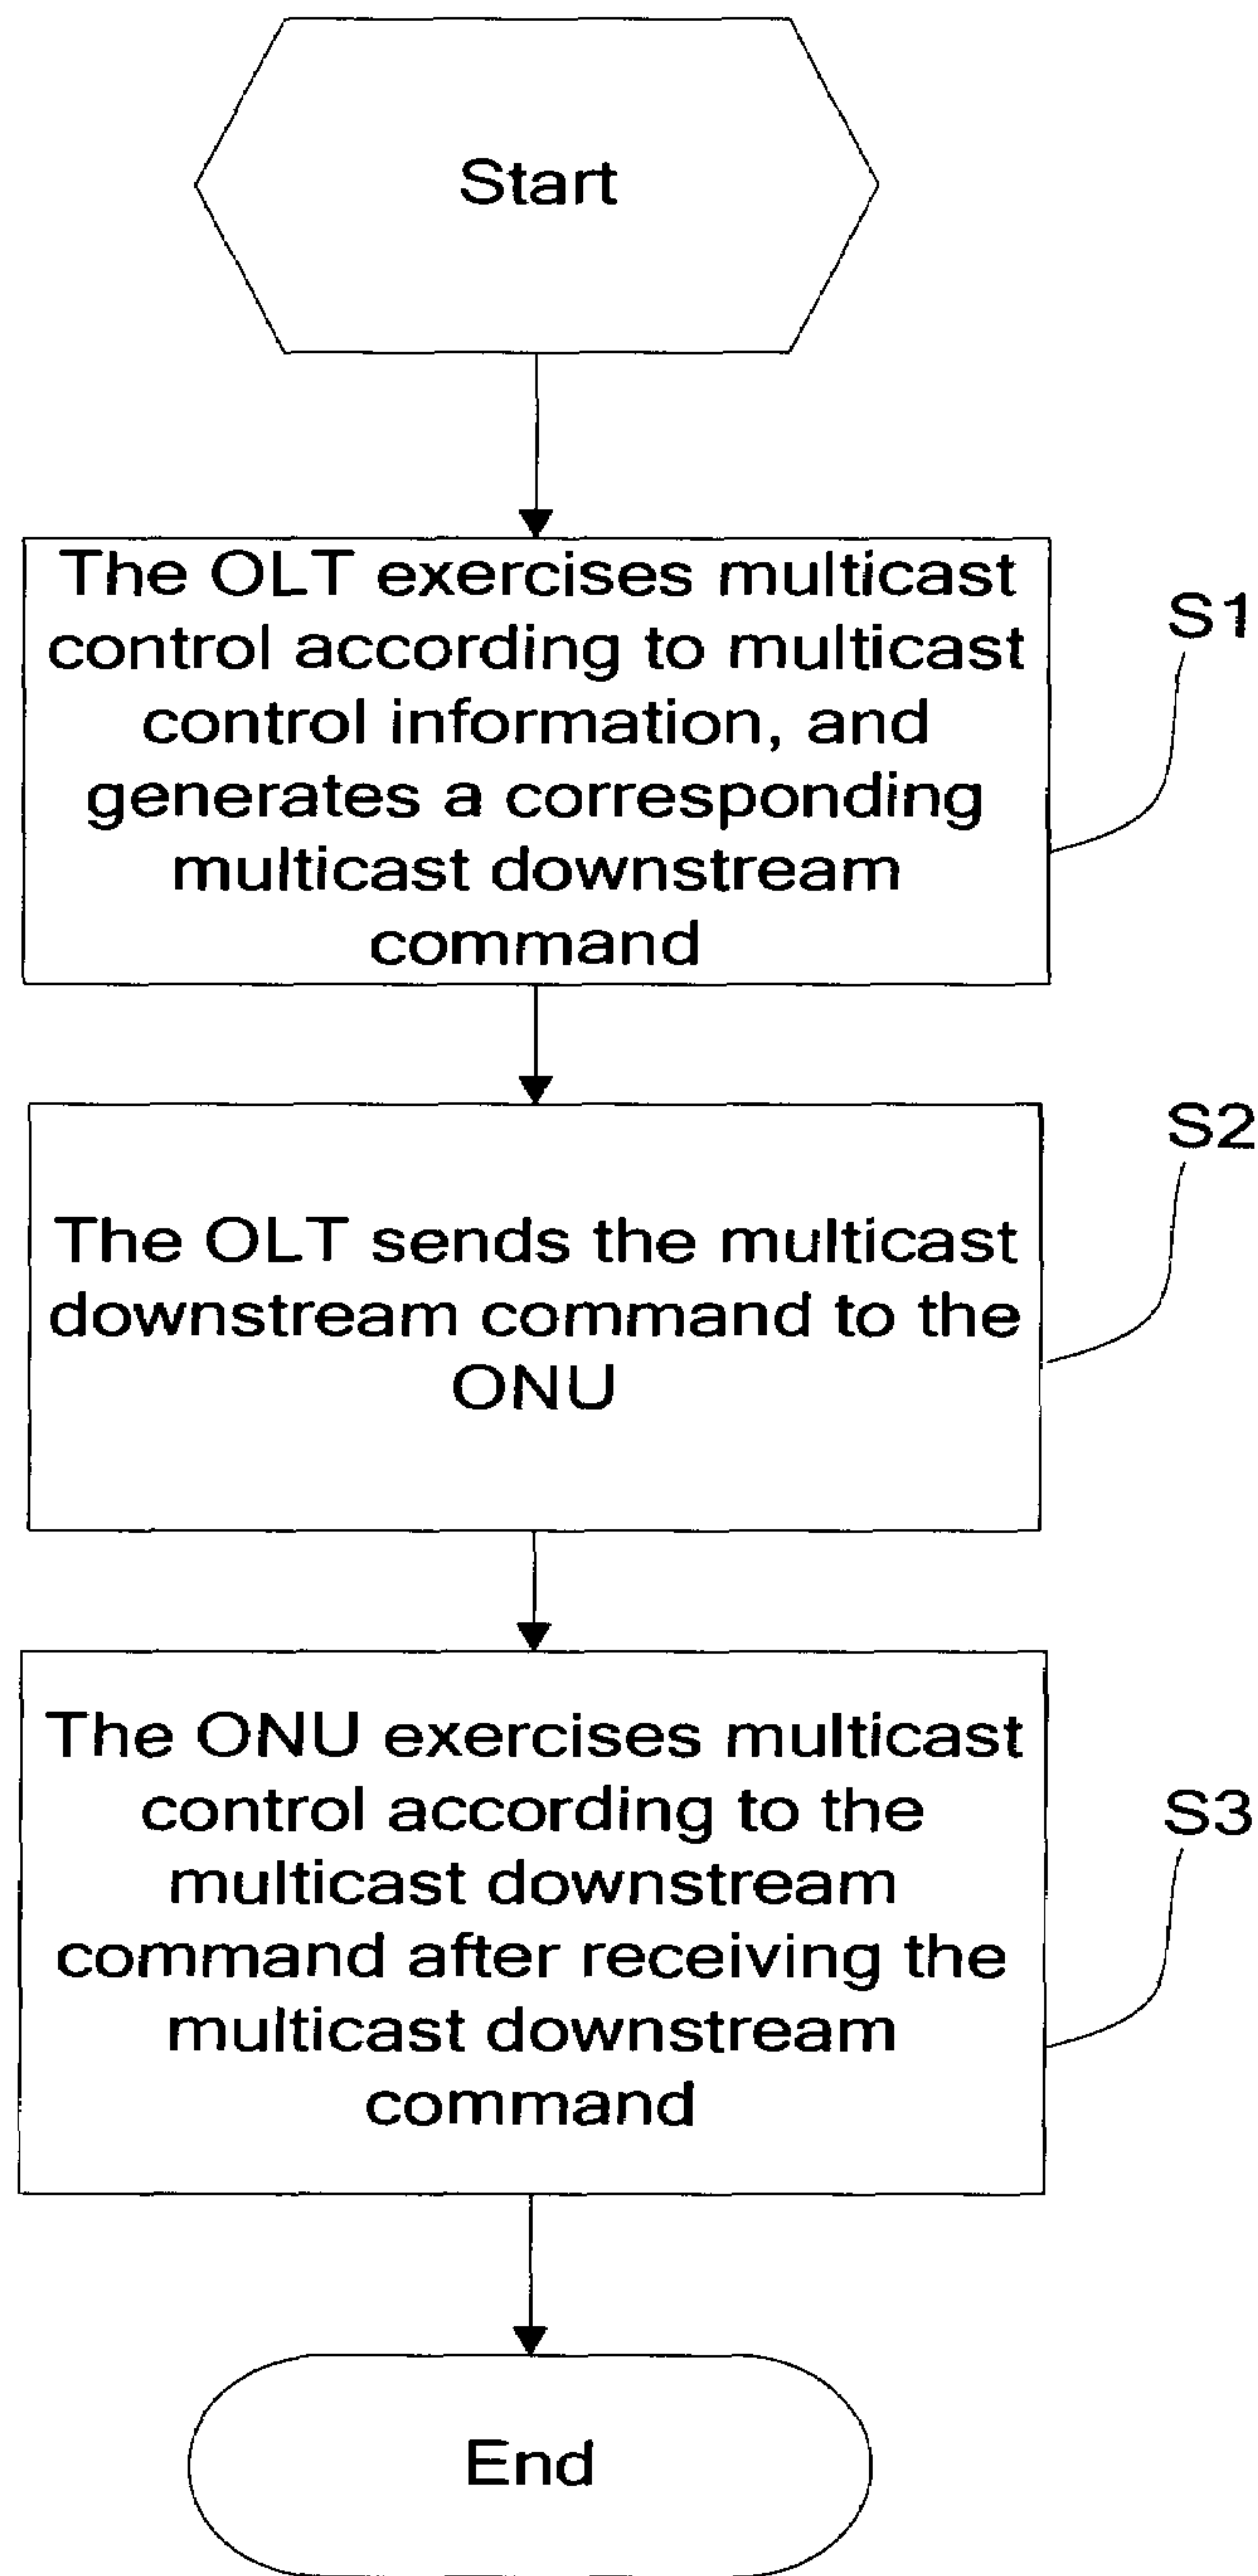 Start
The OLT exercises multicast
control according to multicast
control information, and
generates a corresponding
multicast downstream
command
S1
The OLT sends the multicast
downstream command to the
ONU
S2
The ONU exercises multicast
control according to the
multicast downstream
command after receiving the
multicast downstream
command
S3
End